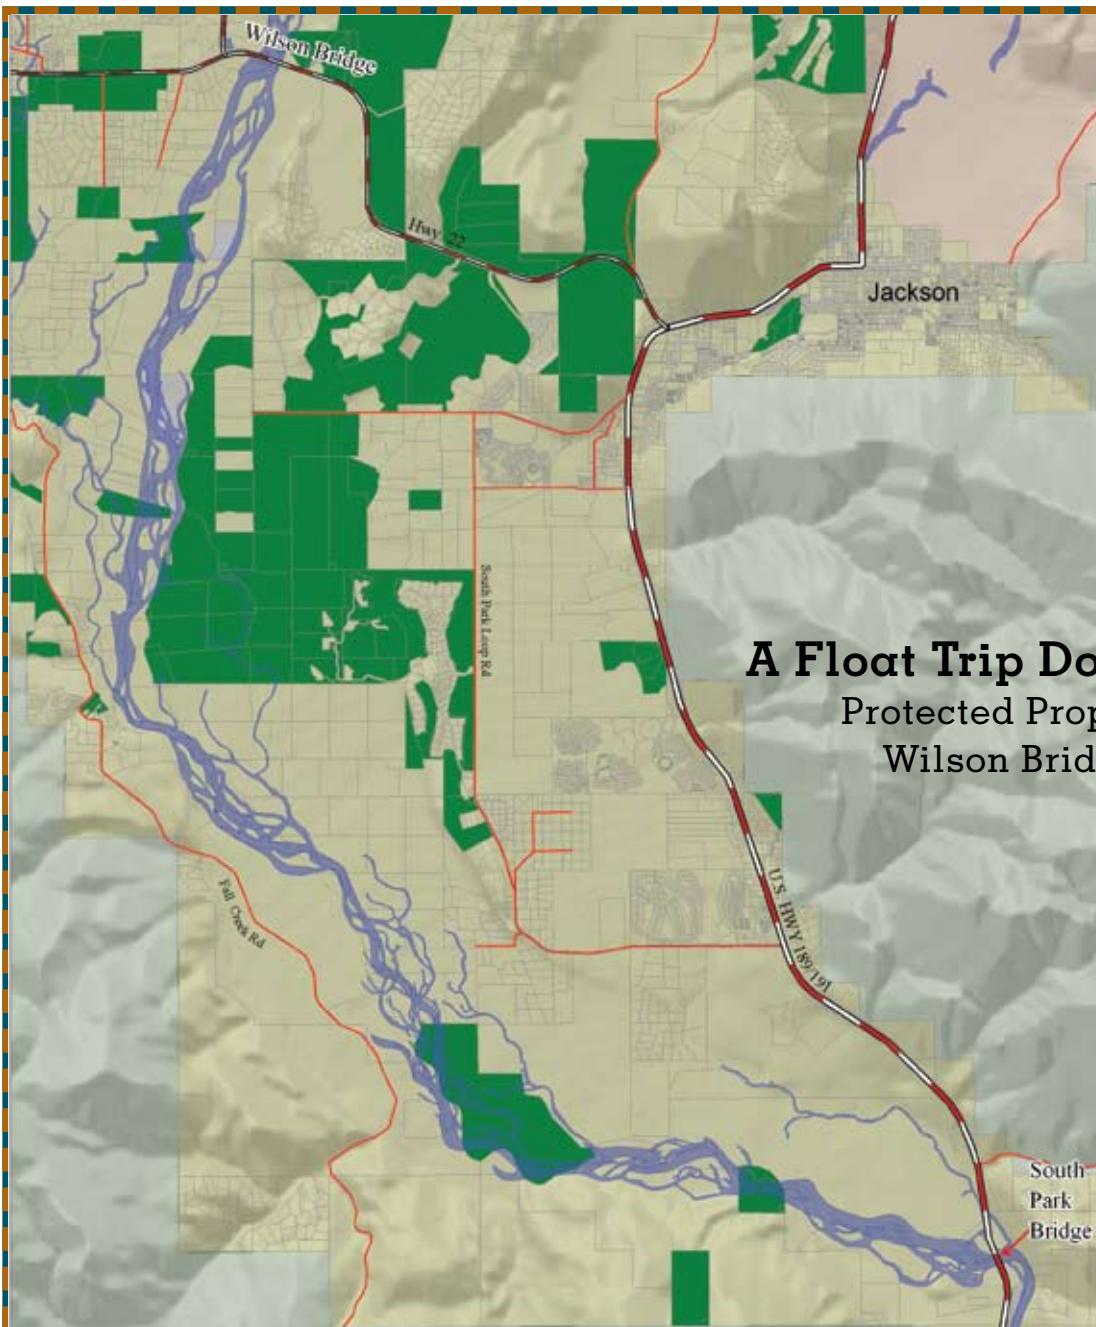 Wilson Bridge
Hwy 22
Jackson
South Park Loop Rd
A Float Trip Do
Protected Prop
Wilson Brid
U.S. HWY 189/191
Fall Creek Rd
South
Park
Bridge